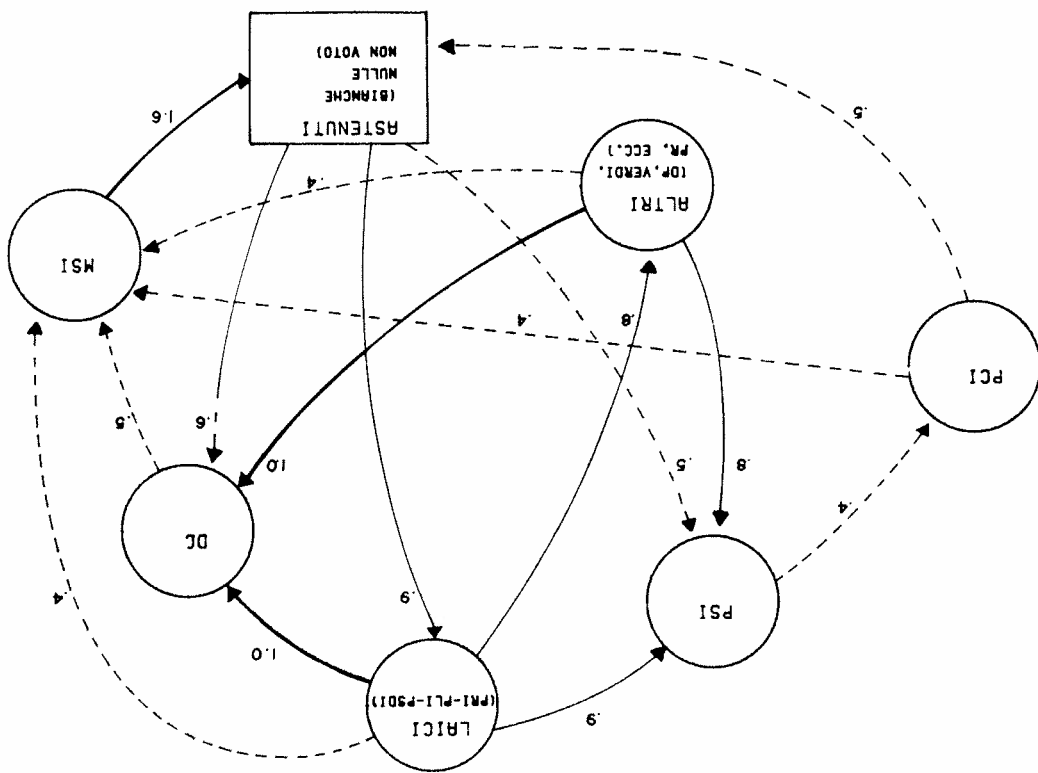 LAICI
(PRI-PLI-PSDI)
.9
1.0
PSI
.9
.4
DC
.4
.8
.5
1.0
.6
.5
PCI
.8
.4
MSI
ALTRI
(DP,VERDI,
PR, ECC.)
.4
ASTENUTI
(BIANCHE
NULLE
NON VOTO)
1.6
.5